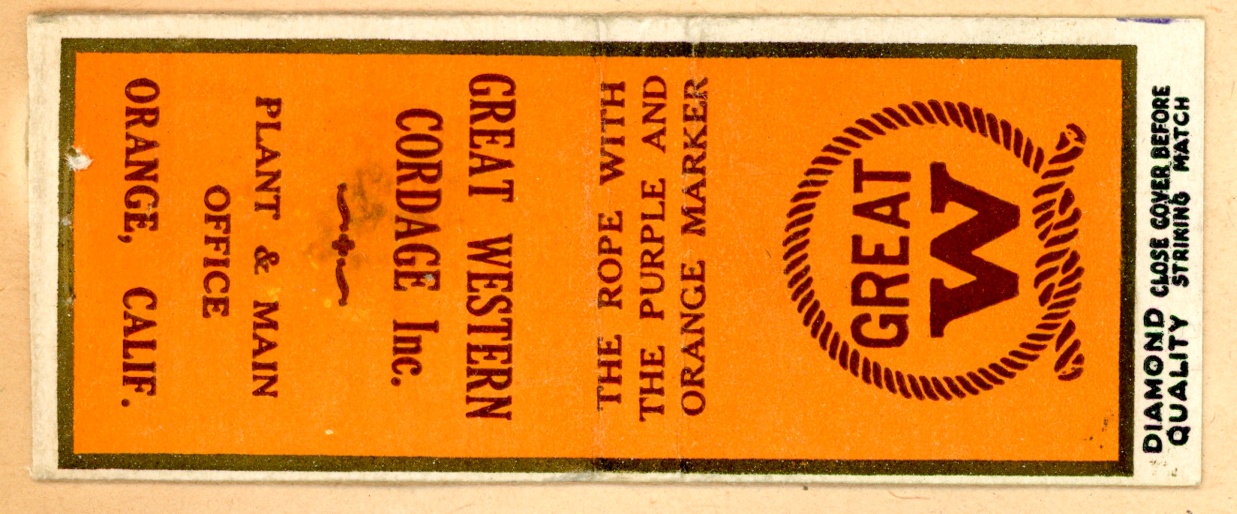 THE ROPE WITH
THE PURPLE AND
ORANGE MARKER
GREAT
W
DIAMOND
QUALITY
CLOSE COVER BEFORE
STRIKING MATCH
GREAT WESTERN
CORDAGE Inc.
PLANT & MAIN
OFFICE
ORANGE, CALIF.